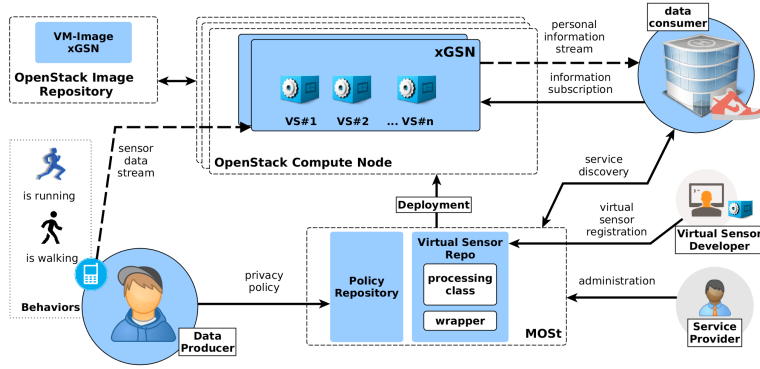 VM-Image
xGSN
OpenStack Image
Repository
xGSN
VS#1
VS#2
... VS#n
OpenStack Compute Node
personal
information
stream
information
subscription
data
consumer
sensor
data
stream
is running
is walking
Behaviors
service
discovery
Deployment
virtual
sensor
registration
Virtual Sensor
Developer
privacy
policy
Policy
Repository
Virtual Sensor
Repo
processing
class
wrapper
MOSt
administration
Data
Producer
Service
Provider